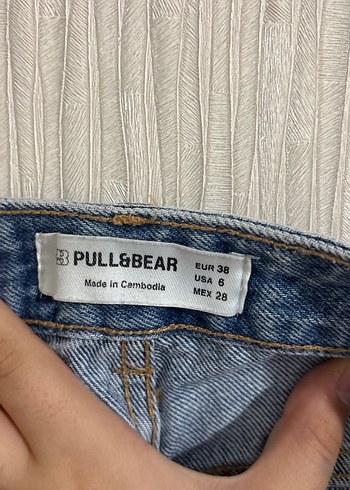 PULL&BEAR
Made in Cambodia
EUR 38
USA 6
MEX 28